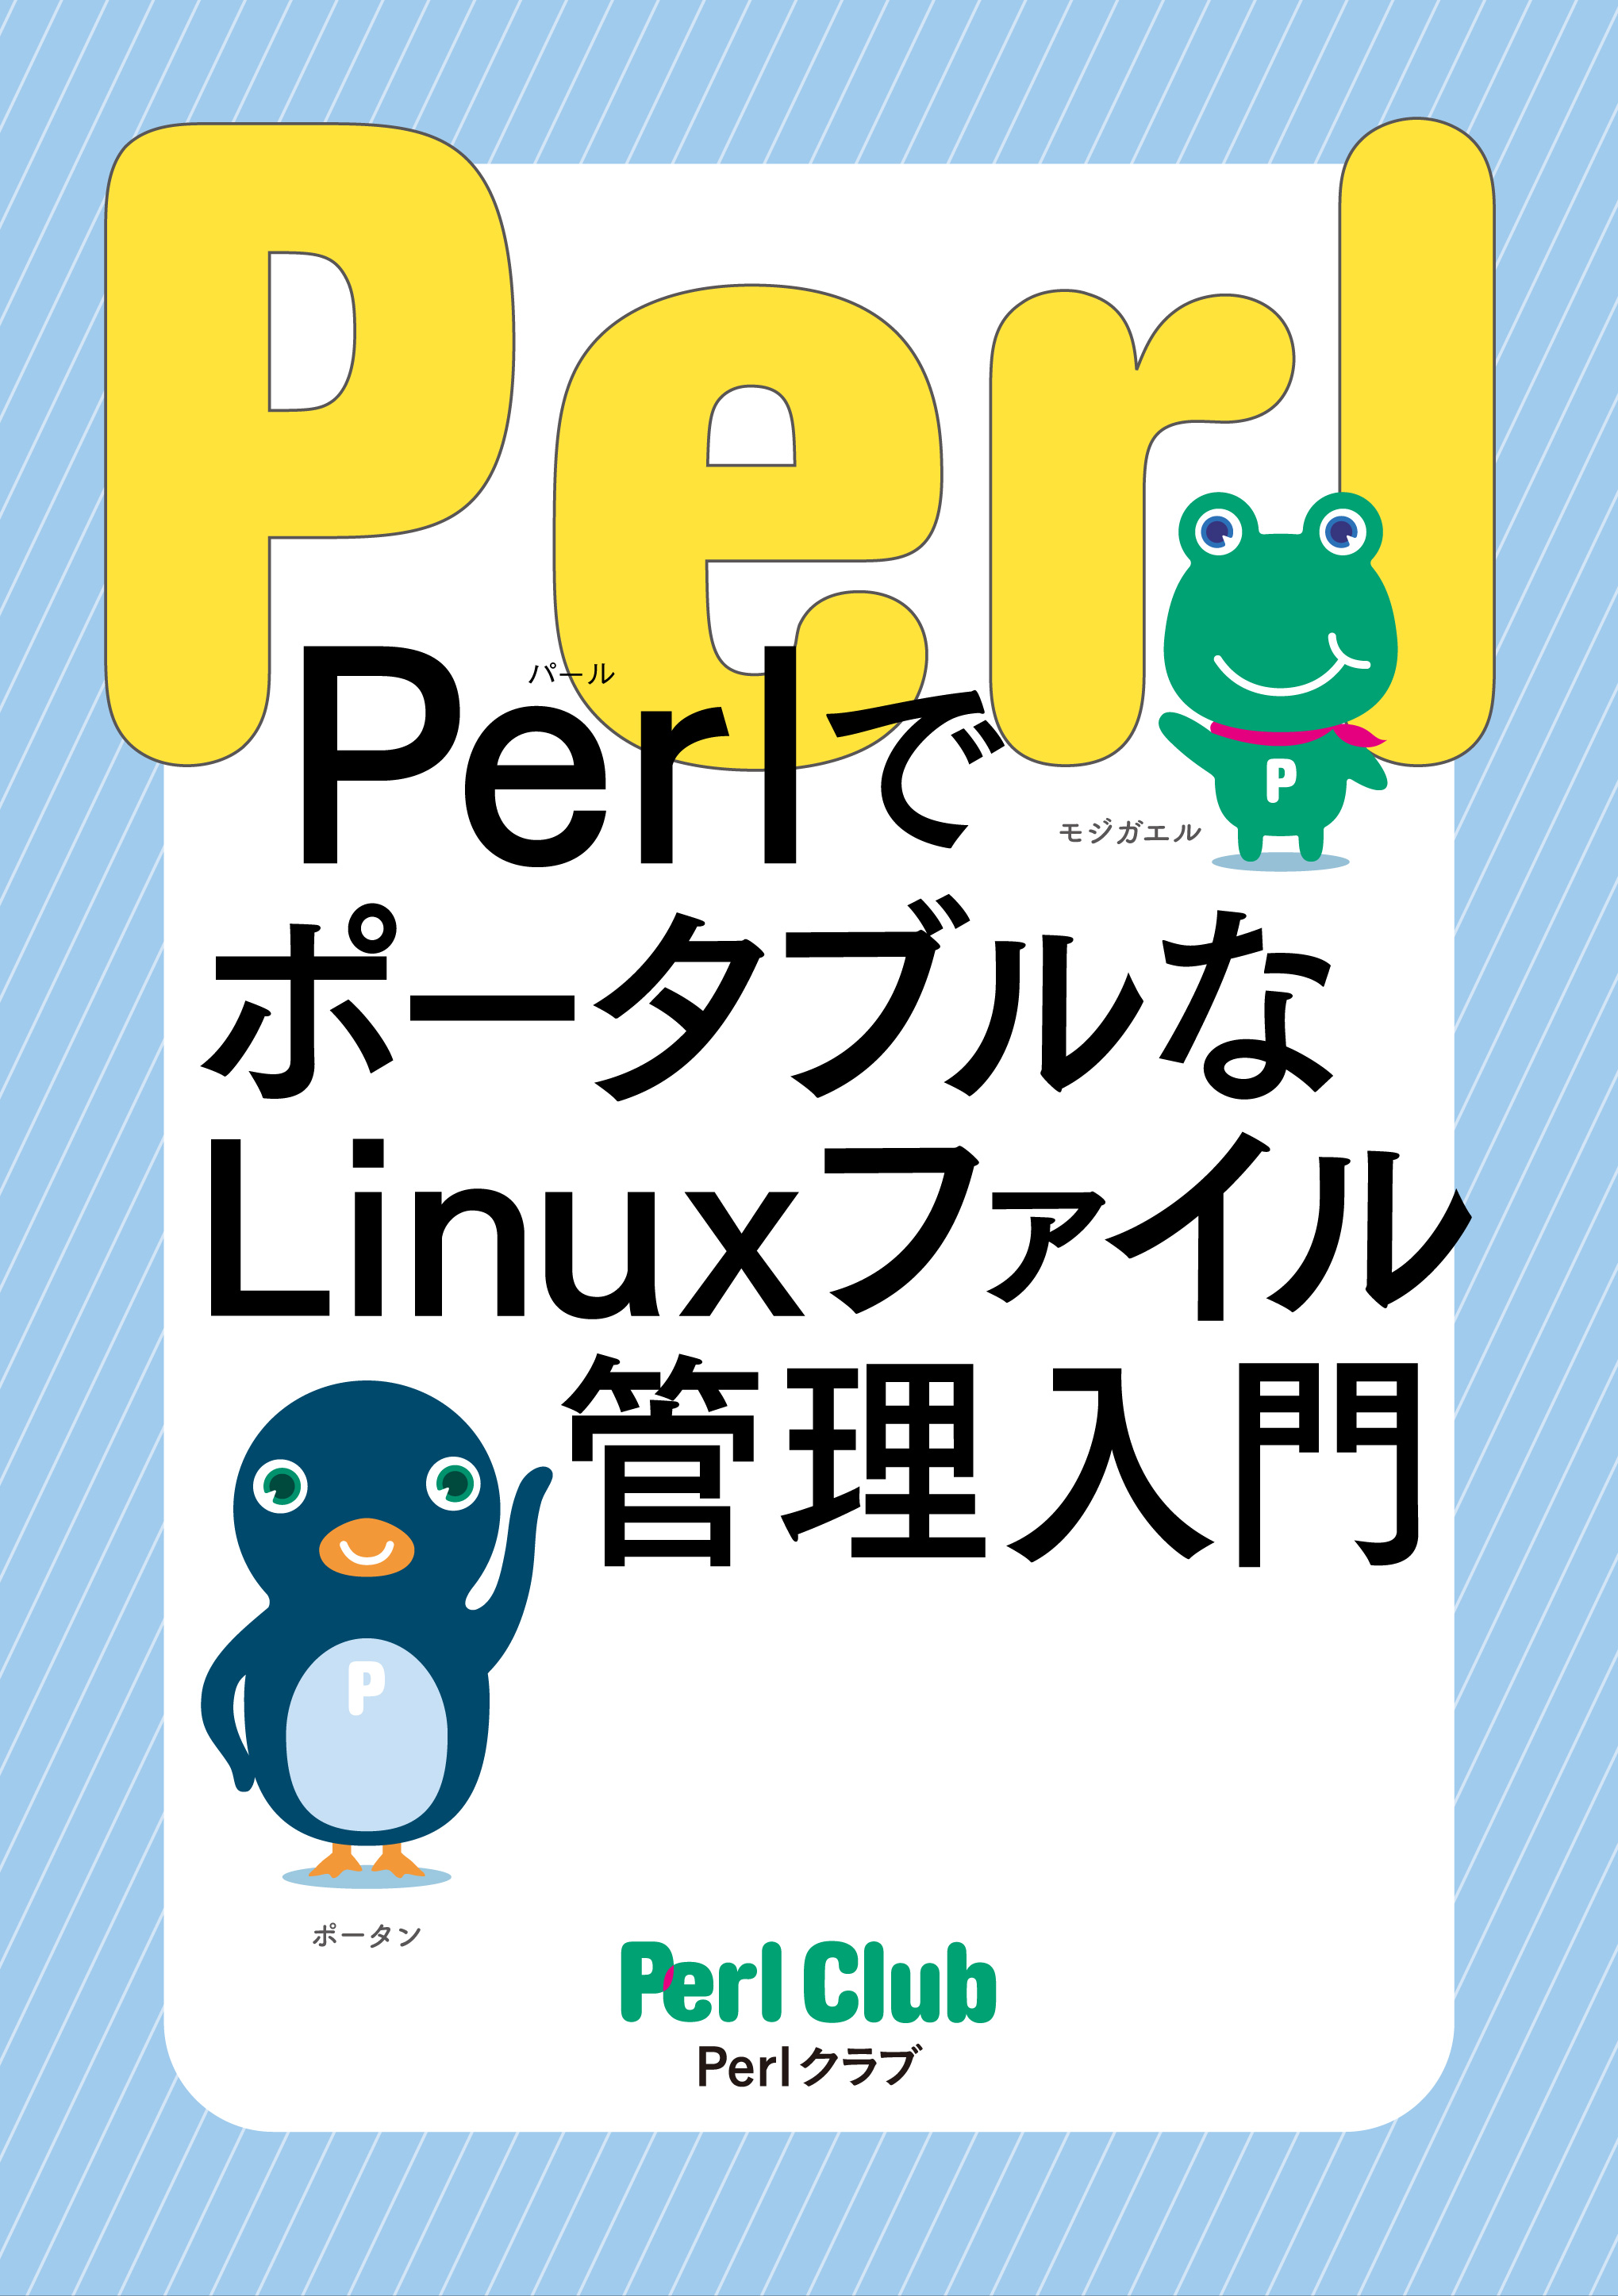 Perl
パール
Perlで
モジガエル
P
ポータブルな
Linuxファイル
管理入門
P
ポータン
Perl Club
Perlクラブ